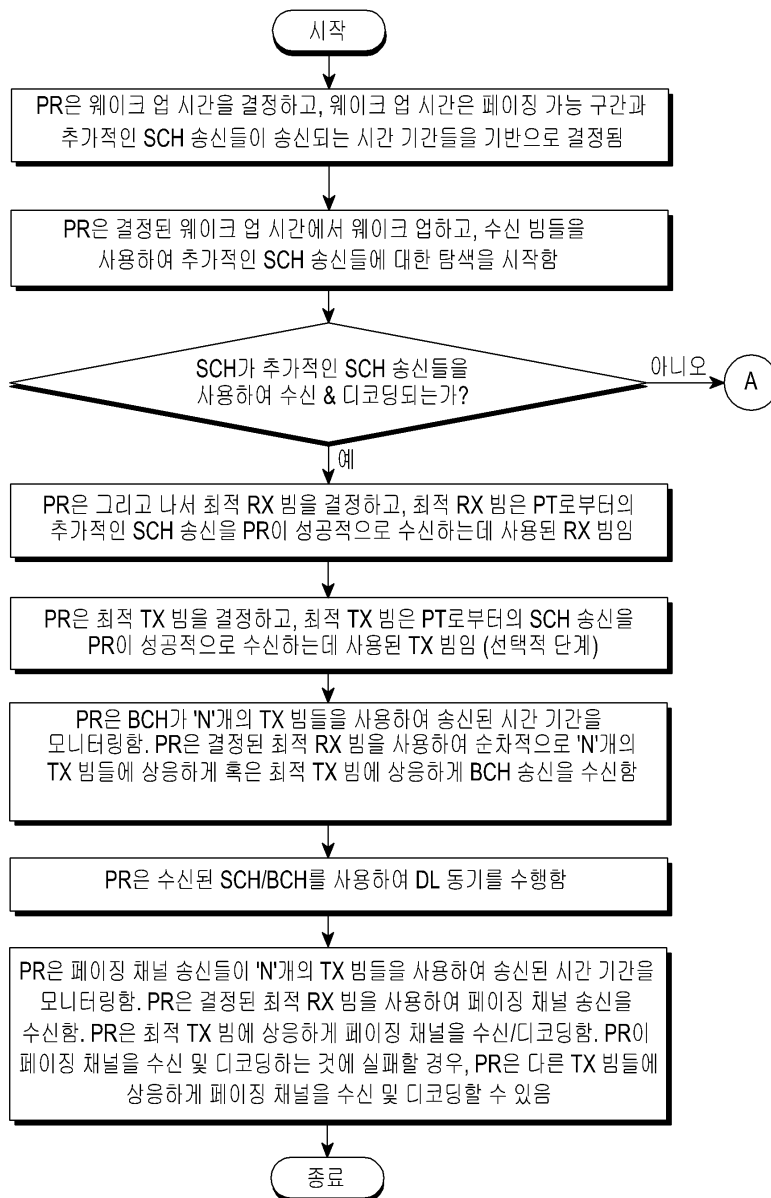 시작
PR은 웨이크 업 시간을 결정하고, 웨이크 업 시간은 페이징 가능 구간과
추가적인 SCH 송신들이 송신되는 시간 기간들을 기반으로 결정됨
PR은 결정된 웨이크 업 시간에서 웨이크 업하고, 수신 빔들을
사용하여 추가적인 SCH 송신들에 대한 탐색을 시작함
SCH가 추가적인 SCH 송신들을
사용하여 수신 & 디코딩되는가?
아니오
A
예
PR은 그리고 나서 최적 RX 빔을 결정하고, 최적 RX 빔은 PT로부터의
추가적인 SCH 송신을 PR이 성공적으로 수신하는데 사용된 RX 빔임
PR은 최적 TX 빔을 결정하고, 최적 TX 빔은 PT로부터의 SCH 송신을
PR이 성공적으로 수신하는데 사용된 TX 빔임 (선택적 단계)
PR은 BCH가 'N'개의 TX 빔들을 사용하여 송신된 시간 기간을
모니터링함. PR은 결정된 최적 RX 빔을 사용하여 순차적으로 'N'개의
TX 빔들에 상응하게 혹은 최적 TX 빔에 상응하게 BCH 송신을 수신함
PR은 수신된 SCH/BCH를 사용하여 DL 동기를 수행함
PR은 페이징 채널 송신들이 'N'개의 TX 빔들을 사용하여 송신된 시간 기간을
모니터링함. PR은 결정된 최적 RX 빔을 사용하여 페이징 채널 송신을
수신함. PR은 최적 TX 빔에 상응하게 페이징 채널을 수신/디코딩함. PR이
페이징 채널을 수신 및 디코딩하는 것에 실패할 경우, PR은 다른 TX 빔들에
상응하게 페이징 채널을 수신 및 디코딩할 수 있음
종료